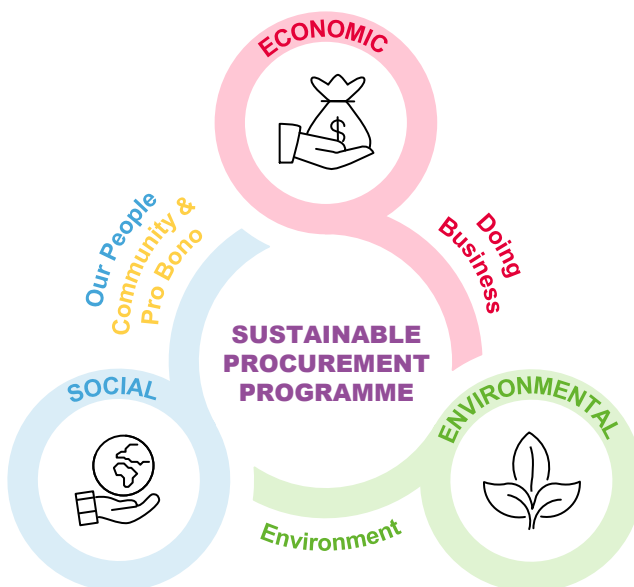 ECONOMIC
$
Our People
Community &
Pro Bono
Doing
Business
SUSTAINABLE
PROCUREMENT
PROGRAMME
SOCIAL
ENVIRONMENTAL
Environment